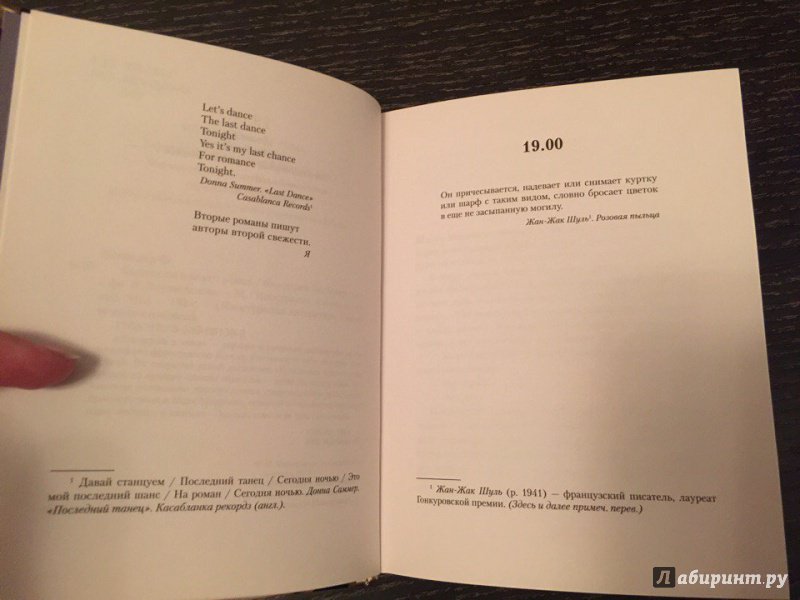 Let's dance
The last dance
Tonight
Yes it's my last chance
For romance
Tonight.
Donna Summer. «Last Dance»
Casablanca Records¹
Вторые романы пишут
авторы второй свежести.
Я
¹ Давай станцуем / Последний танец / Сегодня ночью / Это
мой последний шанс / На роман / Сегодня ночью. Донна Саммер.
«Последний танец». Касабланка рекордз (англ.).
19.00
Он причесывается, надевает или снимает куртку
или шарф с таким видом, словно бросает цветок
в еще не засыпанную могилу.
Жан-Жак Шуль¹. Розовая пыльца
¹ Жан-Жак Шуль (р. 1941) — французский писатель, лауреат
Гонкуровской премии. (Здесь и далее примеч. перев.)
Лабиринт.ру